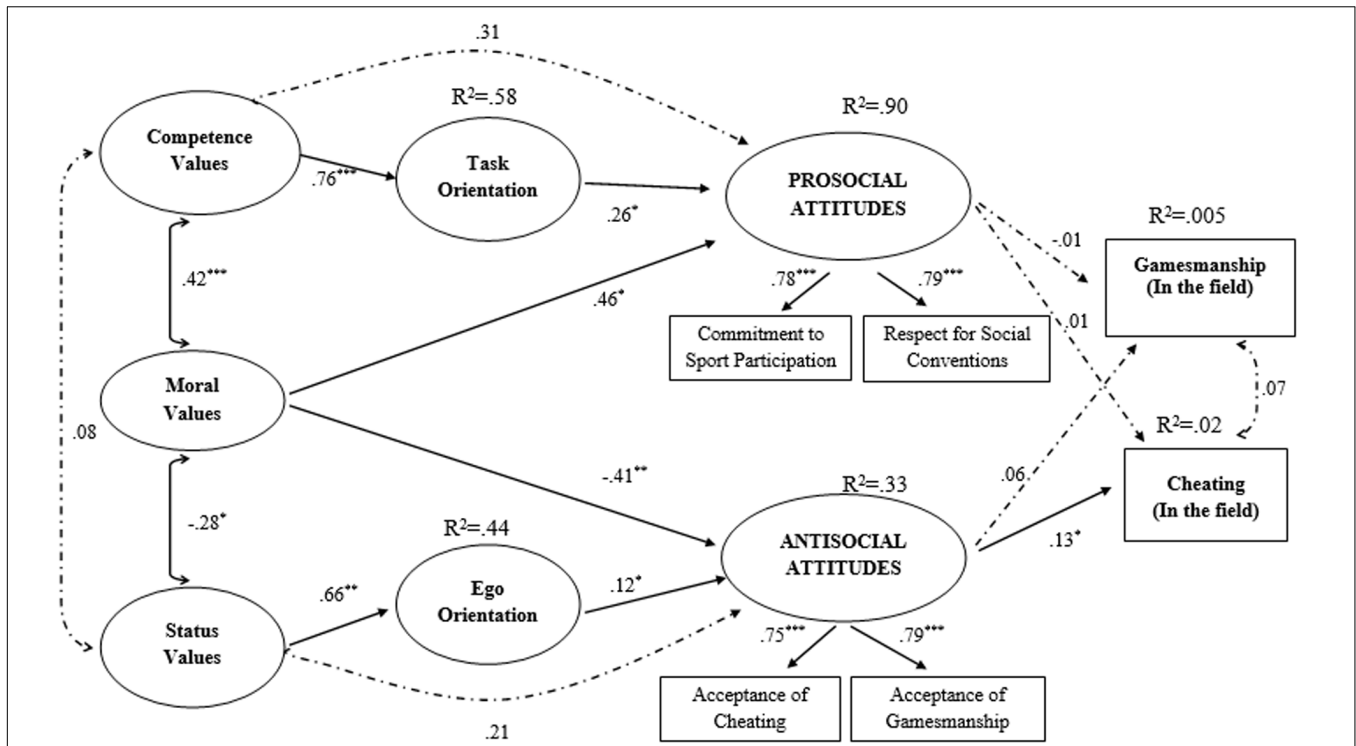 .31
R²=.58
R²=.90
Competence
Values
.76***
Task
Orientation
.26*
PROSOCIAL
ATTITUDES
R²=.005
-.01
Gamesmanship
(In the field)
.42***
.46*
.78***
.79***
.01
Commitment to
Sport Participation
Respect for Social
Conventions
Moral
Values
.07
.08
R²=.02
-.41**
.06
Cheating
(In the field)
R²=.33
-.28*
R²=.44
.13*
ANTISOCIAL
ATTITUDES
.66**
Ego
Orientation
.12*
Status
Values
.75***
.79***
.21
Acceptance of
Cheating
Acceptance of
Gamesmanship